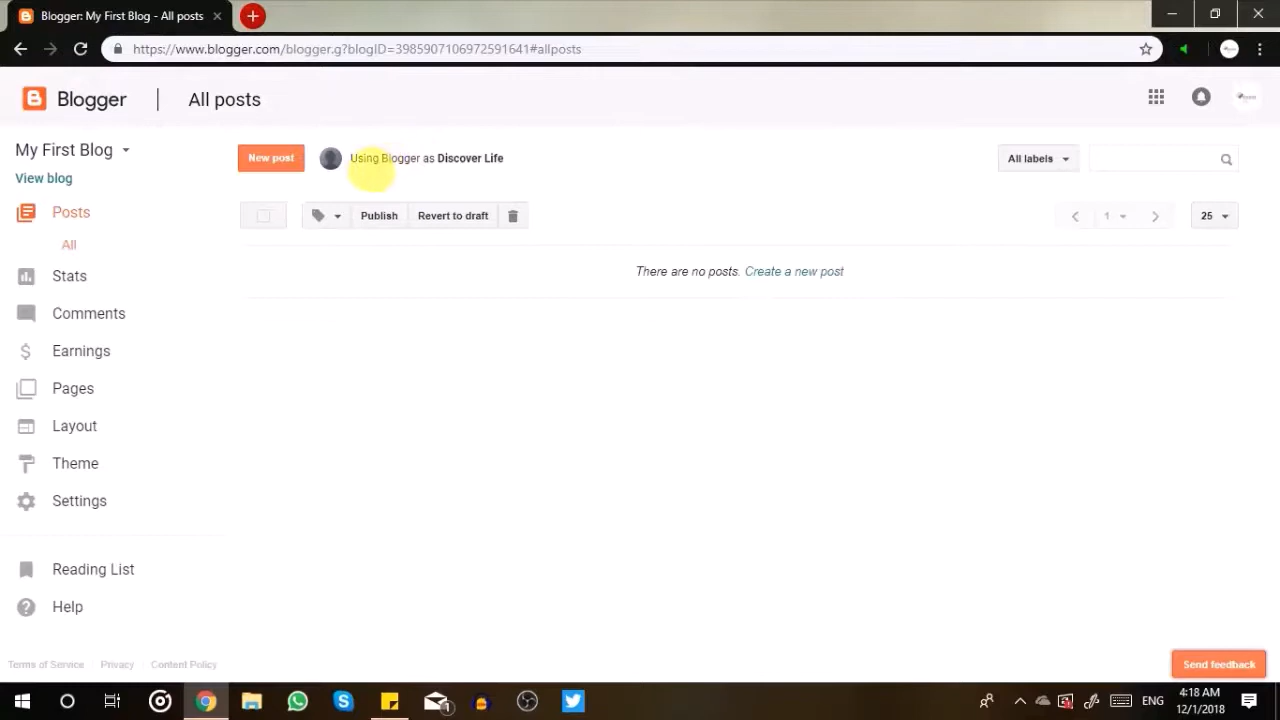 Blogger: My First Blog - All posts
https://www.blogger.com/blogger.g?blogID=3985907106972591641#allposts
Blogger | All posts
My First Blog
View blog
New post
Using Blogger as Discover Life
All labels
Posts
All
Publish
Revert to draft
1
25
There are no posts. Create a new post
Stats
Comments
Earnings
Pages
Layout
Theme
Settings
Reading List
Help
Terms of Service
Privacy
Content Policy
Send feedback
1
ENG
4:18 AM
12/1/2018